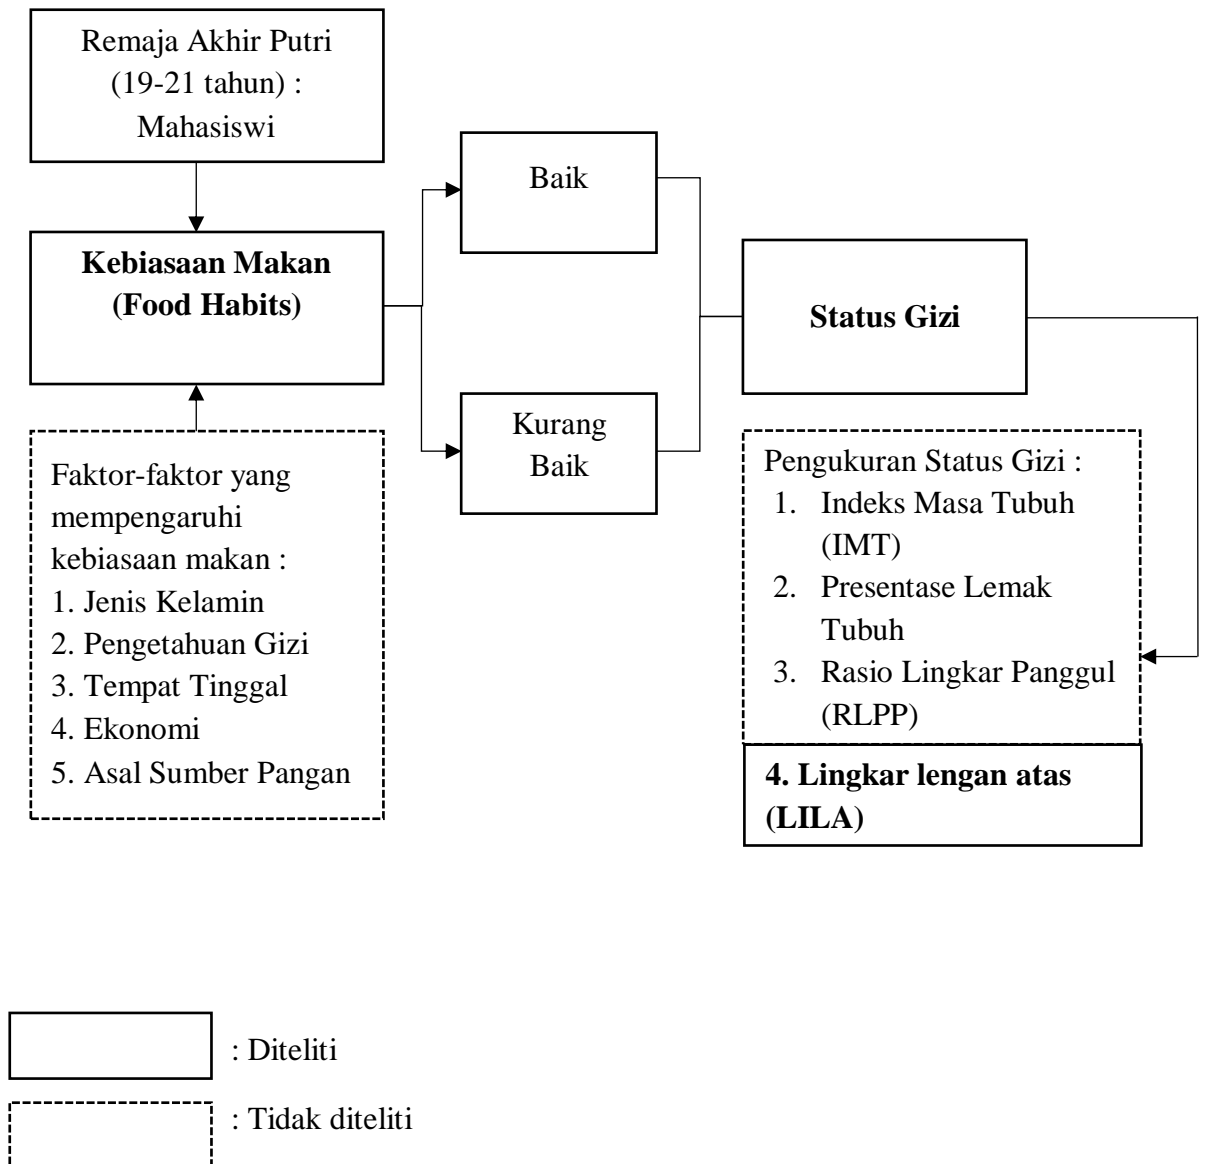 Remaja Akhir Putri
(19-21 tahun) :
Mahasiswi
Kebiasaan Makan
(Food Habits)
Faktor-faktor yang
mempengaruhi
kebiasaan makan :
1. Jenis Kelamin
2. Pengetahuan Gizi
3. Tempat Tinggal
4. Ekonomi
5. Asal Sumber Pangan
Baik
Kurang
Baik
Status Gizi
Pengukuran Status Gizi :
1. Indeks Masa Tubuh
(IMT)
2. Presentase Lemak
Tubuh
3. Rasio Lingkar Panggul
(RLPP)
4. Lingkar lengan atas
(LILA)
: Diteliti
: Tidak diteliti